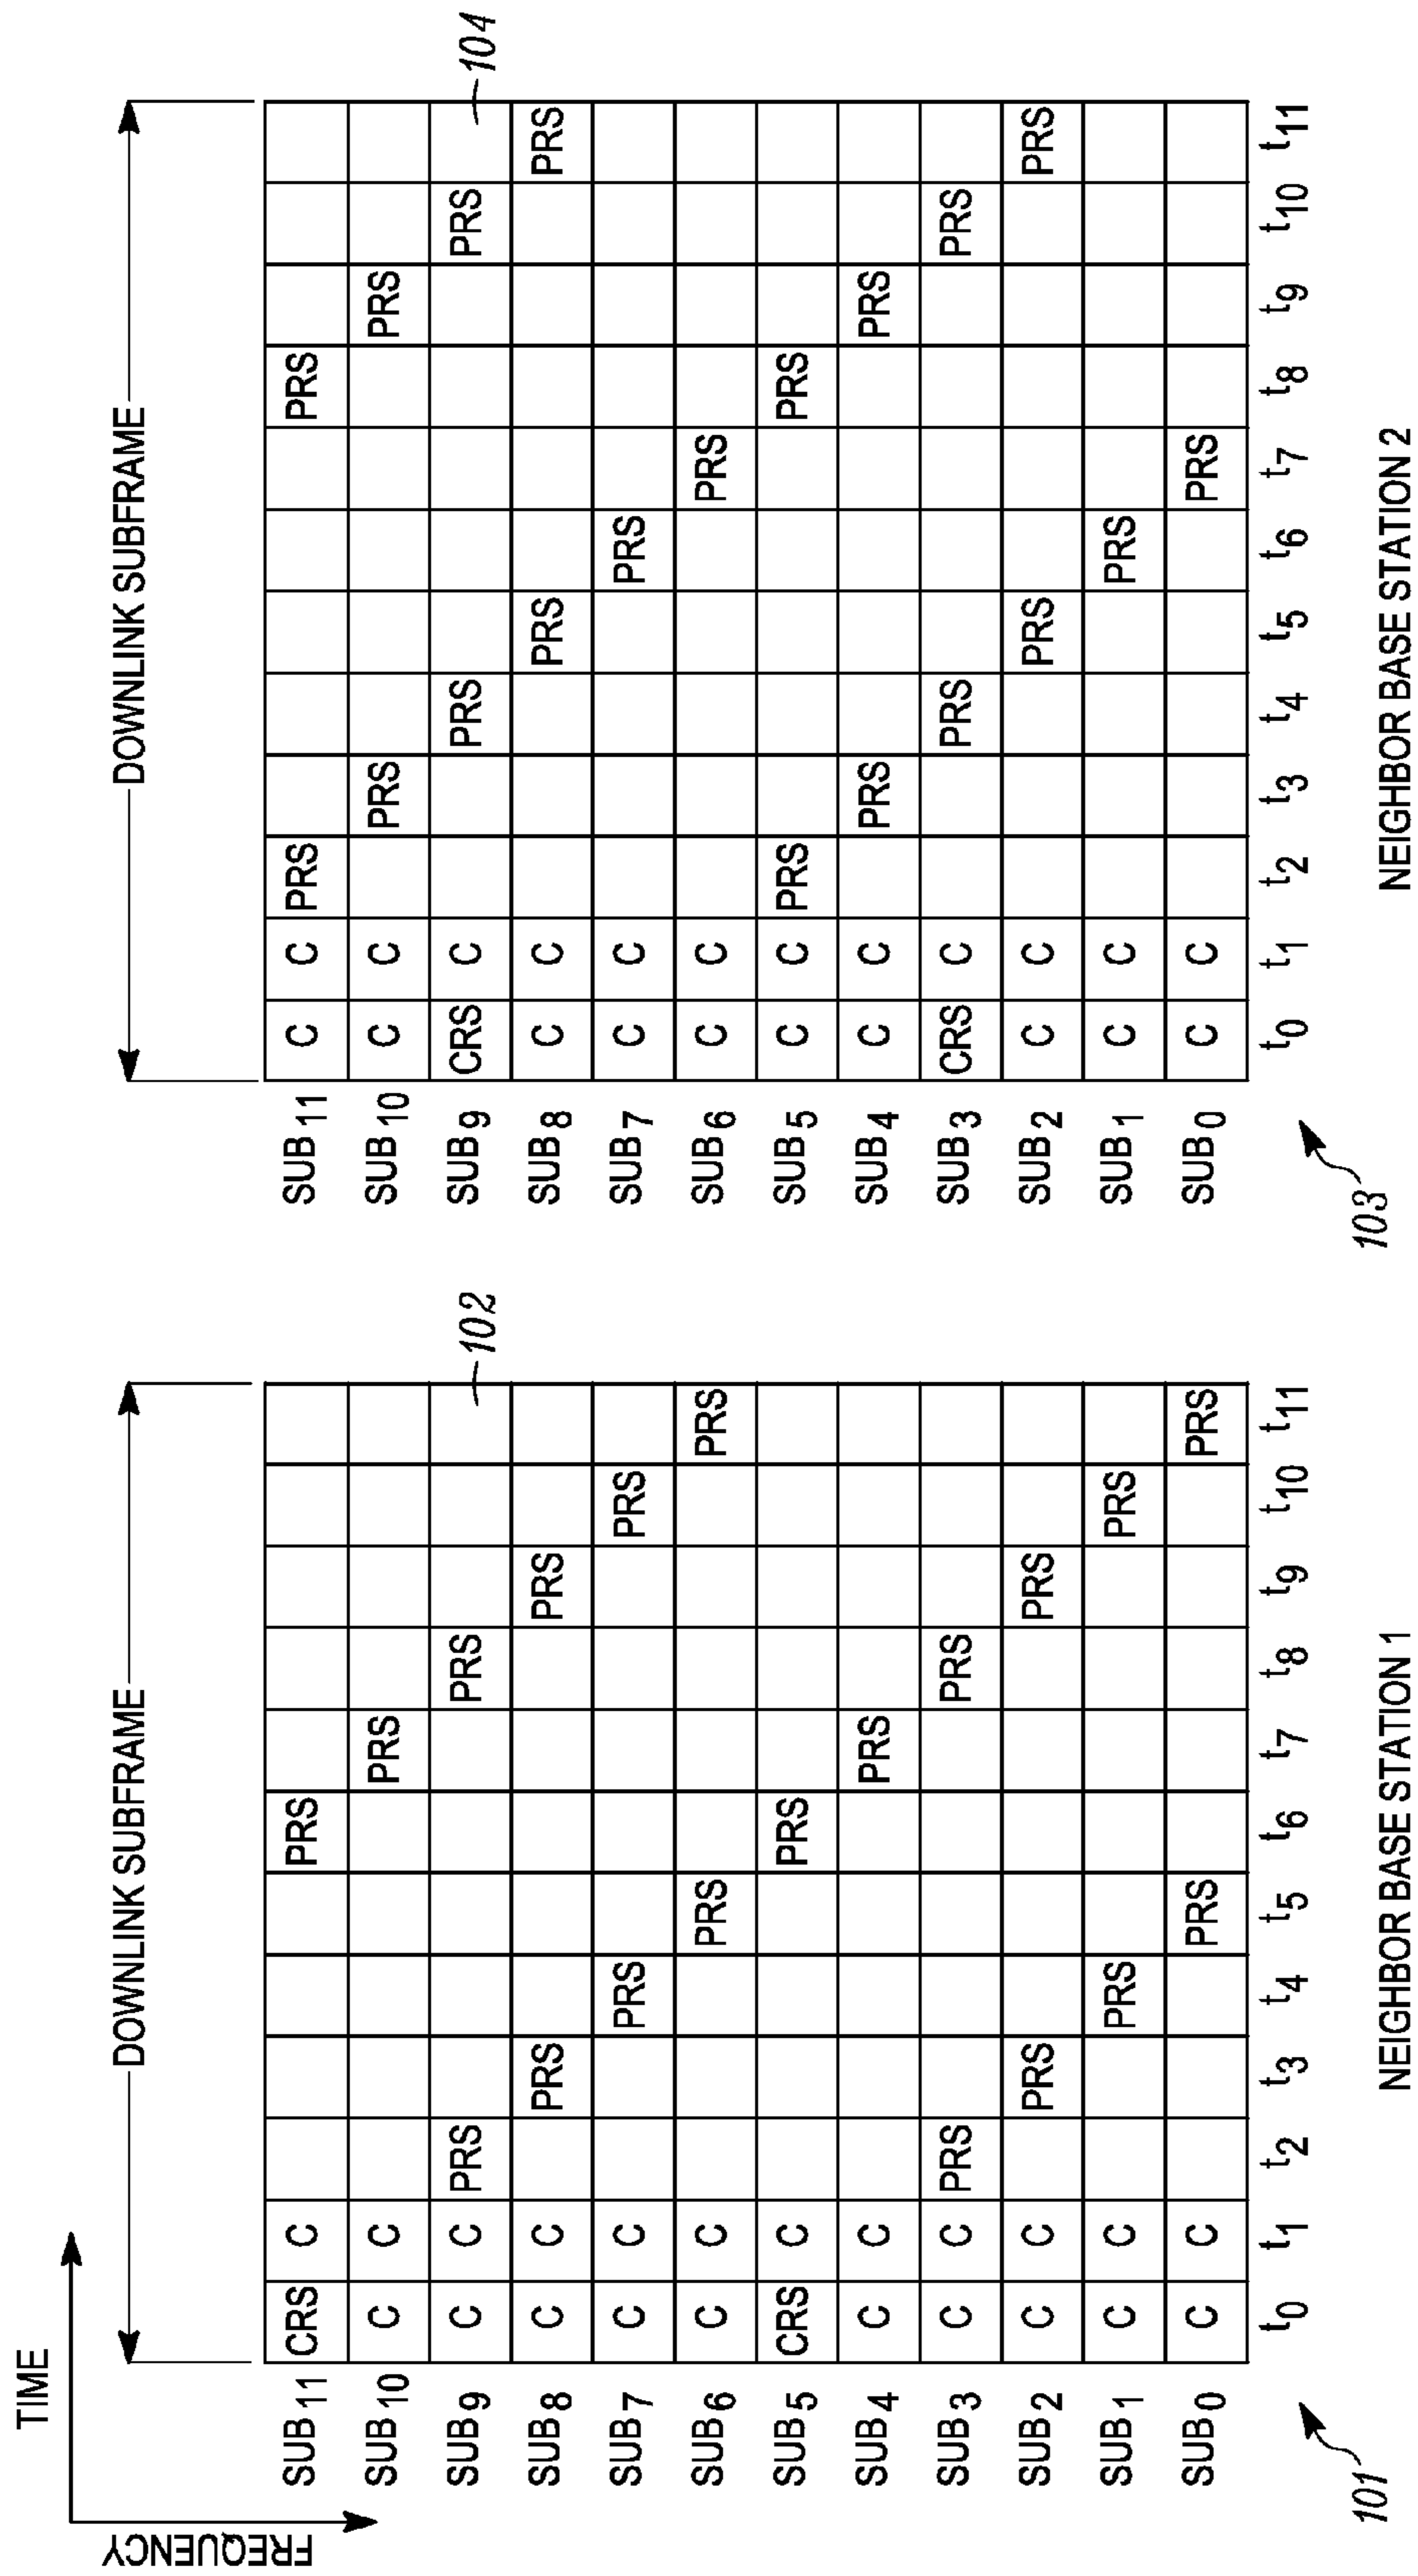 TIME
FREQUENCY
DOWNLINK SUBFRAME
SUB11 CRS C PRS
SUB10 C C PRS
SUB9 C C PRS PRS 102
SUB8 C C PRS PRS
SUB7 C C PRS PRS
SUB6 C C PRS PRS
SUB5 CRS C PRS
SUB4 C C PRS
SUB3 C C PRS PRS
SUB2 C C PRS PRS
SUB1 C C PRS PRS
SUB0 C C PRS PRS
t0 t1 t2 t3 t4 t5 t6 t7 t8 t9 t10 t11
101
NEIGHBOR BASE STATION 1
DOWNLINK SUBFRAME
SUB11 C C PRS PRS
SUB10 C C PRS PRS
SUB9 CRS C PRS PRS 104
SUB8 C C PRS PRS
SUB7 C C PRS
SUB6 C C PRS
SUB5 C C PRS PRS
SUB4 C C PRS PRS
SUB3 CRS C PRS PRS
SUB2 C C PRS PRS
SUB1 C C PRS
SUB0 C C PRS
t0 t1 t2 t3 t4 t5 t6 t7 t8 t9 t10 t11
103
NEIGHBOR BASE STATION 2